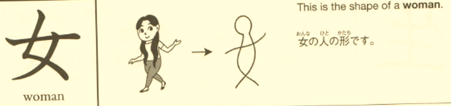 女
woman
This is the shape of a woman.
おんな ひと かたち
女の人の形です。